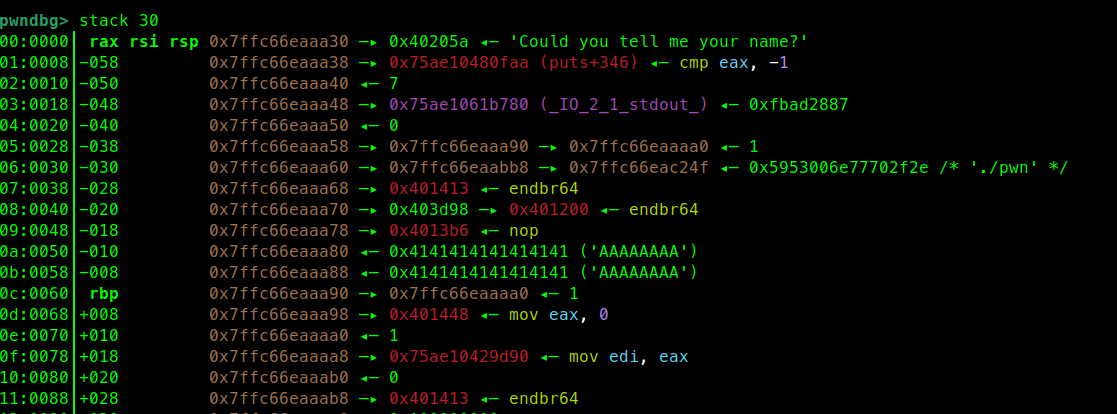 pwndbg> stack 30
00:0000│ rax rsi rsp 0x7ffc66eaaa30 —▸ 0x40205a ◂— 'Could you tell me your name?'
01:0008│-058 0x7ffc66eaaa38 —▸ 0x75ae10480faa (puts+346) ◂— cmp eax, -1
02:0010│-050 0x7ffc66eaaa40 ◂— 7
03:0018│-048 0x7ffc66eaaa48 —▸ 0x75ae1061b780 (_IO_2_1_stdout_) ◂— 0xfbad2887
04:0020│-040 0x7ffc66eaaa50 ◂— 0
05:0028│-038 0x7ffc66eaaa58 —▸ 0x7ffc66eaaa90 —▸ 0x7ffc66eaaaa0 ◂— 1
06:0030│-030 0x7ffc66eaaa60 —▸ 0x7ffc66eaabb8 —▸ 0x7ffc66eac24f ◂— 0x5953006e77702f2e /* './pwn' */
07:0038│-028 0x7ffc66eaaa68 —▸ 0x401413 ◂— endbr64
08:0040│-020 0x7ffc66eaaa70 —▸ 0x403d98 —▸ 0x401200 ◂— endbr64
09:0048│-018 0x7ffc66eaaa78 —▸ 0x4013b6 ◂— nop
0a:0050│-010 0x7ffc66eaaa80 ◂— 0x4141414141414141 ('AAAAAAAA')
0b:0058│-008 0x7ffc66eaaa88 ◂— 0x4141414141414141 ('AAAAAAAA')
0c:0060│ rbp 0x7ffc66eaaa90 —▸ 0x7ffc66eaaaa0 ◂— 1
0d:0068│+008 0x7ffc66eaaa98 —▸ 0x401448 ◂— mov eax, 0
0e:0070│+010 0x7ffc66eaaaa0 ◂— 1
0f:0078│+018 0x7ffc66eaaaa8 —▸ 0x75ae10429d90 ◂— mov edi, eax
10:0080│+020 0x7ffc66eaaab0 ◂— 0
11:0088│+028 0x7ffc66eaaab8 —▸ 0x401413 ◂— endbr64